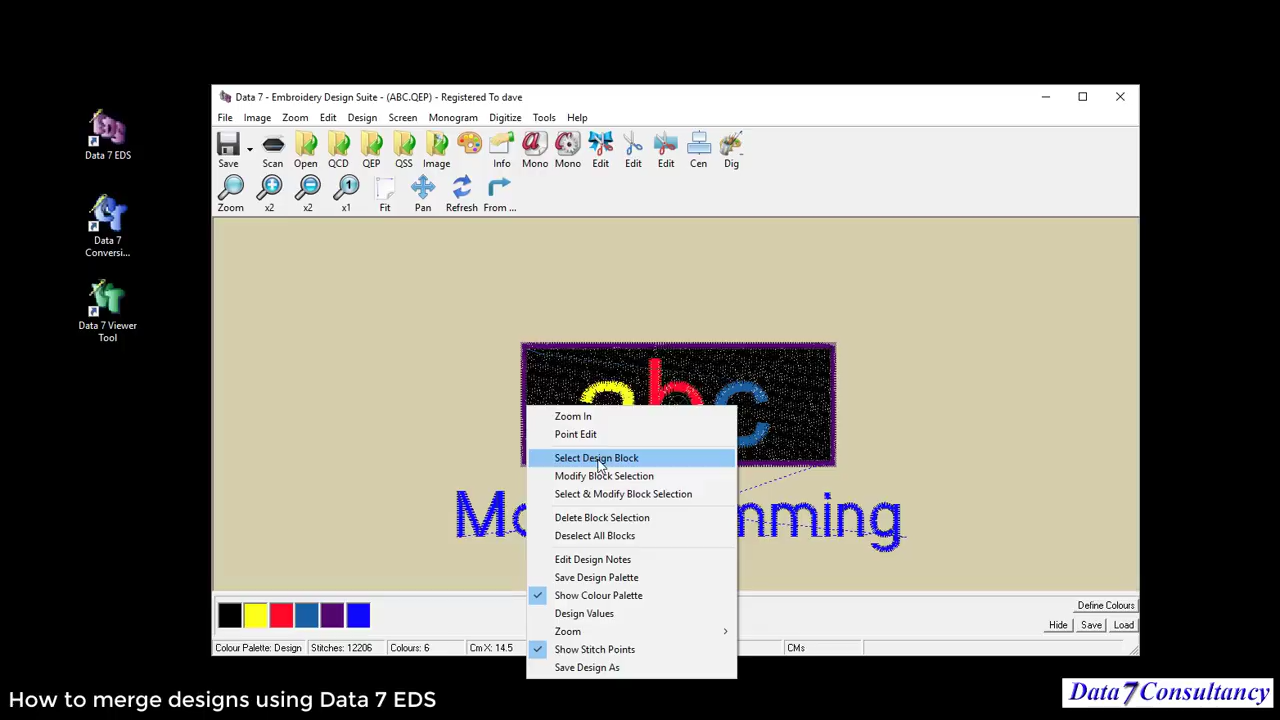 Data 7 - Embroidery Design Suite - (ABC.QEP) - Registered To dave
File Image Zoom Edit Design Screen Monogram Digitize Tools Help
Save Scan Open QCD QEP QSS Image Info Mono Mono Edit Edit Edit Cen Dig
Zoom x2 x2 x1 Fit Pan Refresh From ...
Data 7 EDS
Data 7
Conversi...
Data 7 Viewer
Tool
abc
Zoom In
Point Edit
Select Design Block
Modify Block Selection
Select & Modify Block Selection
Delete Block Selection
Deselect All Blocks
Edit Design Notes
Save Design Palette
Show Colour Palette
Design Values
Zoom
Show Stitch Points
Save Design As
Define Colours
Hide Save Load
Colour Palette: Design Stitches: 12206 Colours: 6 Cm X: 14.5 CMs
How to merge designs using Data 7 EDS
Data7Consultancy